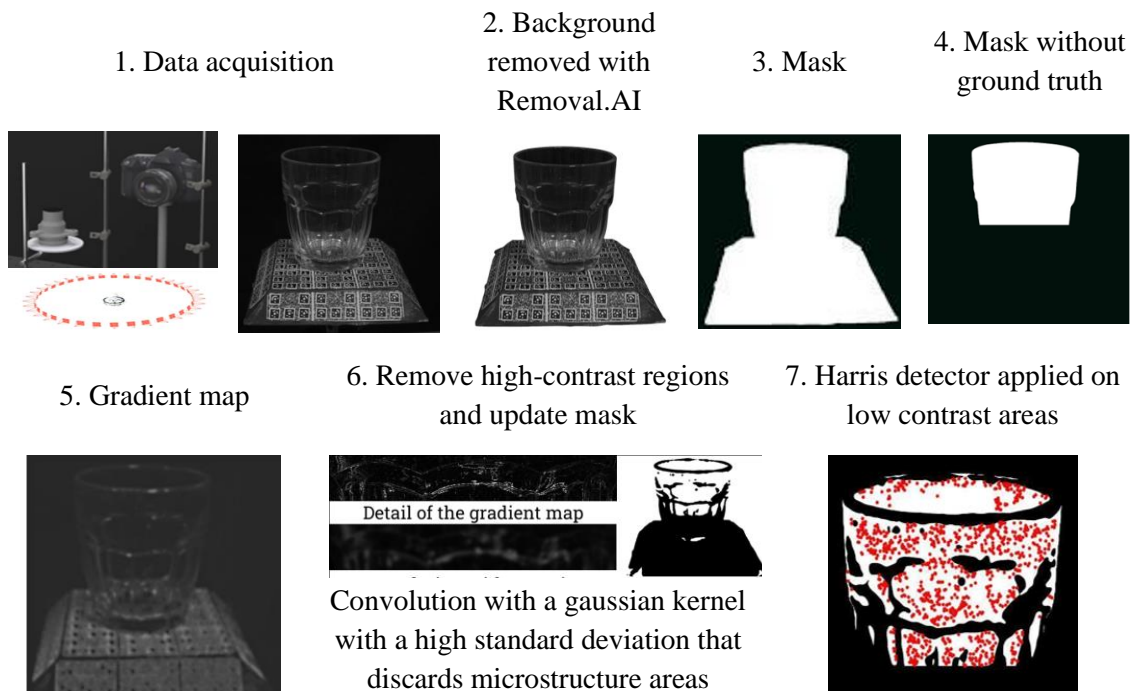 1. Data acquisition
2. Background
removed with
Removal.AI
3. Mask
4. Mask without
ground truth
5. Gradient map
6. Remove high-contrast regions
and update mask
Detail of the gradient map
Convolution with a gaussian kernel
with a high standard deviation that
discards microstructure areas
7. Harris detector applied on
low contrast areas